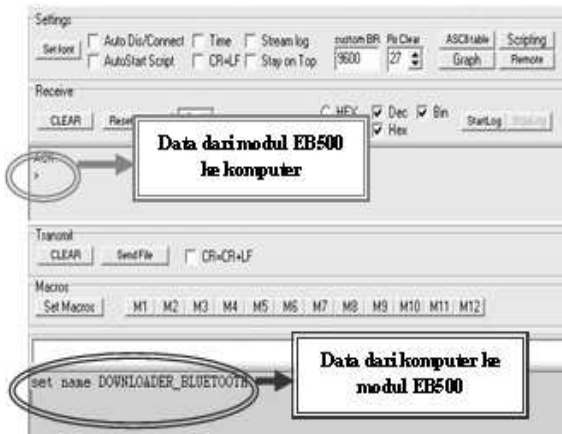 Settings
Set font Auto Dis/Connect Time Stream log custom BR Rx Clear ASCII table Scripting
AutoStart Script CR=LF Stay on Top 9600 27 Graph Remote
Receive
CLEAR HEX Dec Bin
Hex StartLog
Data dari modul EB500
ke komputer
ACK
>
Transmit
CLEAR Send File CR=CR+LF
Macros
Set Macros M1 M2 M3 M4 M5 M6 M7 M8 M9 M10 M11 M12
set name DOWNLOADER_BLUETOOTH
Data dari komputer ke
modul EB500